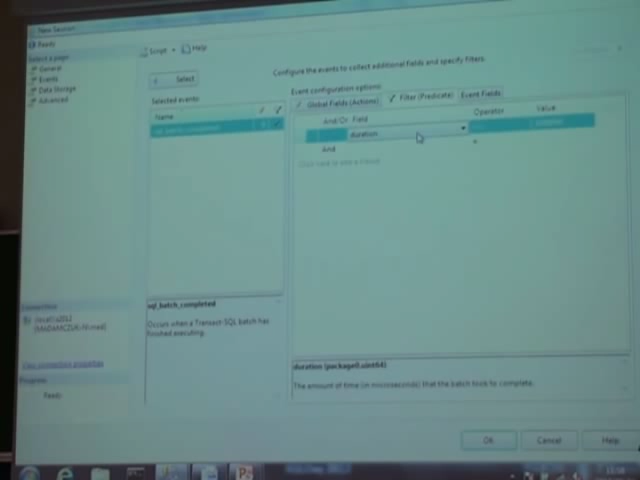 New Session
Ready
Select a page
General
Events
Data Storage
Advanced
Script
Help
Select
Configure the events to collect additional fields and specify filters.
Selected events:
Name
sql_batch_completed
Event configuration options:
Global Fields (Actions)
Filter (Predicate)
Event Fields
And/Or
Field
Operator
Value
duration
And
Click here to add a clause
sql_batch_completed
Occurs when a Transact-SQL batch has
finished executing.
duration (package0.uint64)
The amount of time (in microseconds) that the batch took to complete.
Connection
View connection properties
Progress
Ready
OK
Cancel
Help